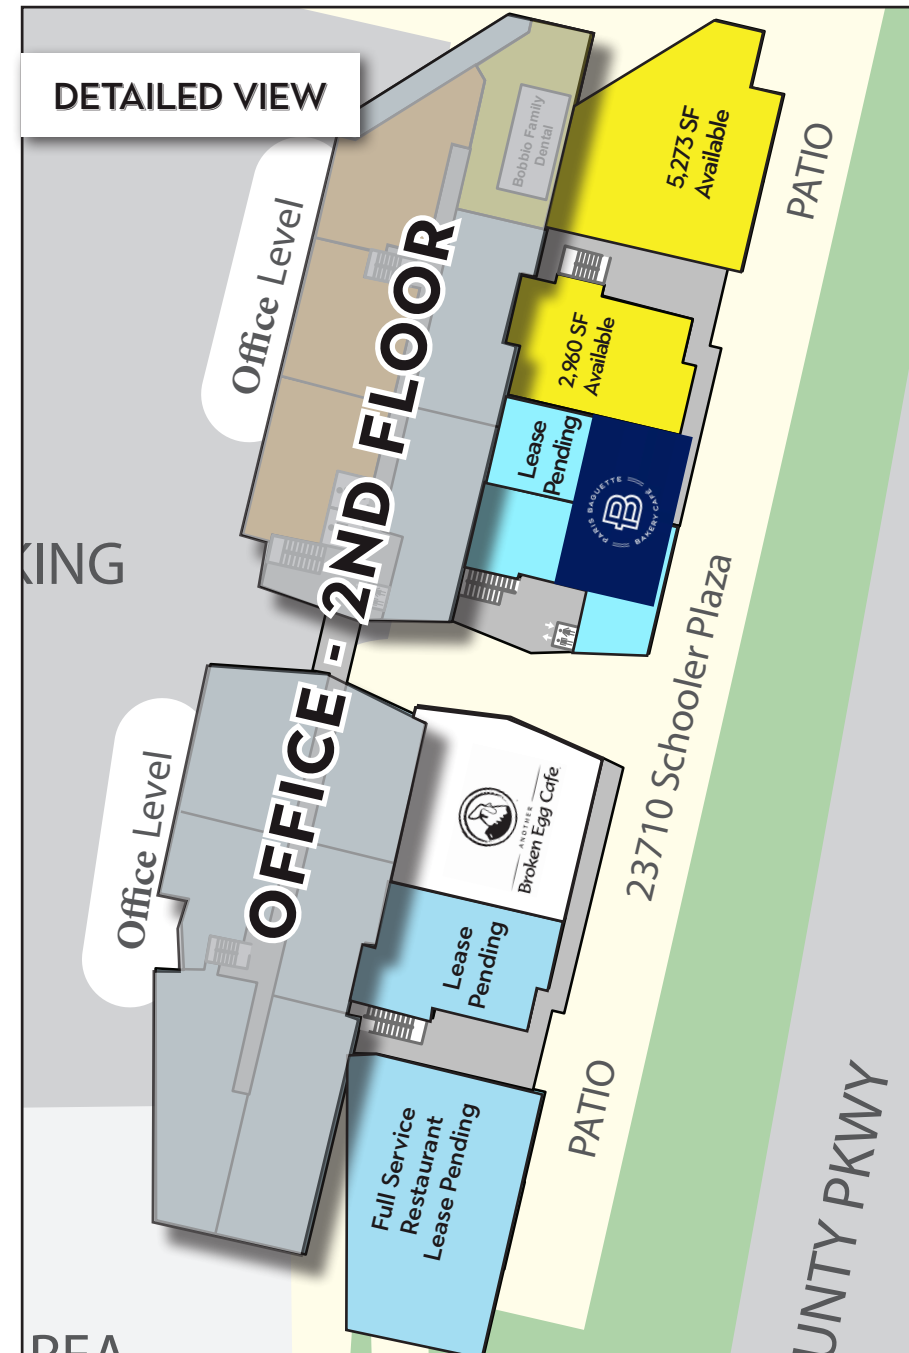 DETAILED VIEW
Bobbio Family
Dental
5,273 SF
Available
PATIO
Office Level
2,960 SF
Available
Lease
Pending
PARIS BAGUETTE
B
BAKERY CAFÉ
KING
OFFICE - 2ND FLOOR
23710 Schooler Plaza
Office Level
ANOTHER
Broken Egg Cafe
Lease
Pending
PATIO
Full Service
Restaurant
Lease Pending
UNTY PKWY
REA